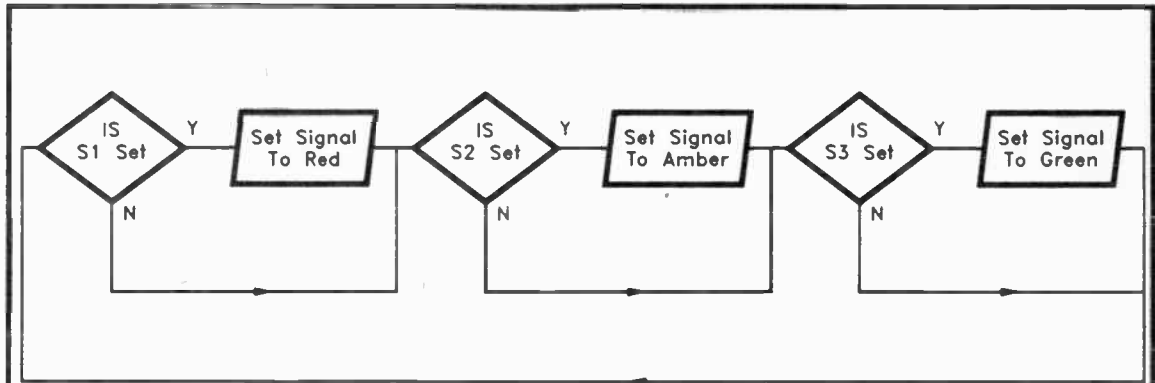 IS
S1 Set
Y
N
Set Signal
To Red
IS
S2 Set
Y
N
Set Signal
To Amber
IS
S3 Set
Y
N
Set Signal
To Green